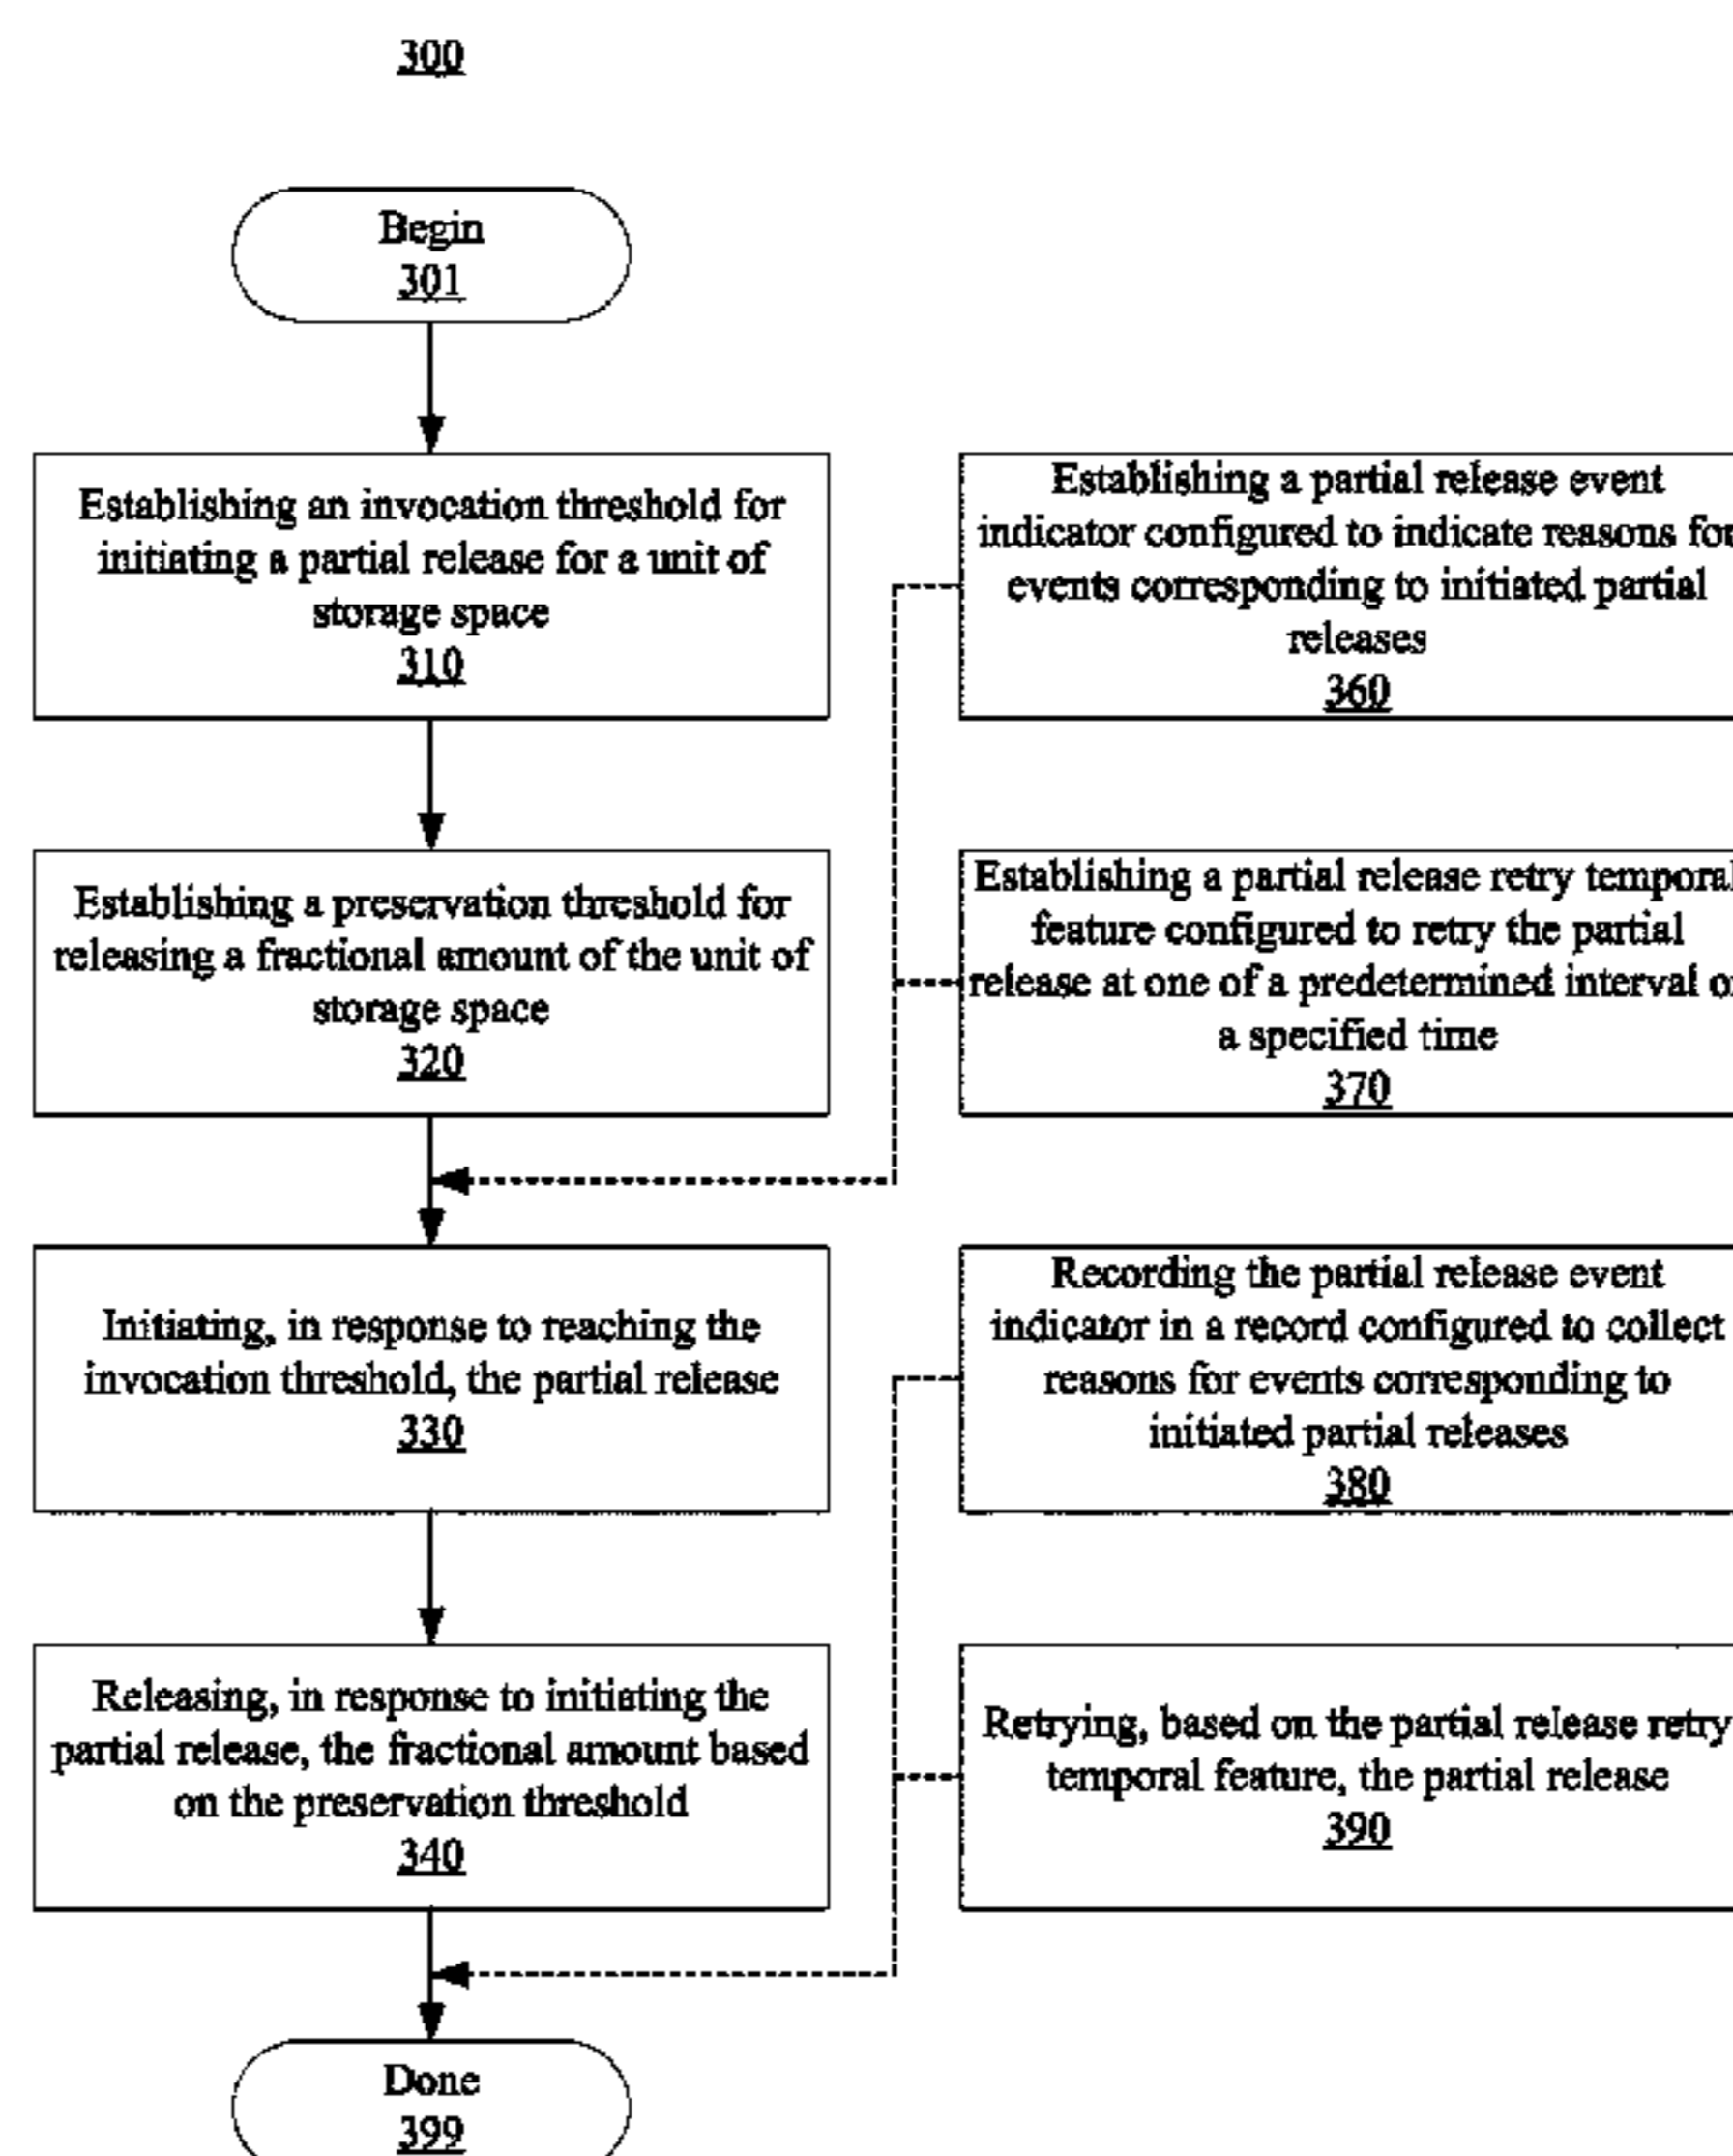 300
Begin
301
Establishing an invocation threshold for
initiating a partial release for a unit of
storage space
310
Establishing a preservation threshold for
releasing a fractional amount of the unit of
storage space
320
Initiating, in response to reaching the
invocation threshold, the partial release
330
Releasing, in response to initiating the
partial release, the fractional amount based
on the preservation threshold
340
Done
399
Establishing a partial release event
indicator configured to indicate reasons for
events corresponding to initiated partial
releases
360
Establishing a partial release retry temporal
feature configured to retry the partial
release at one of a predetermined interval or
a specified time
370
Recording the partial release event
indicator in a record configured to collect
reasons for events corresponding to
initiated partial releases
380
Retrying, based on the partial release retry
temporal feature, the partial release
390